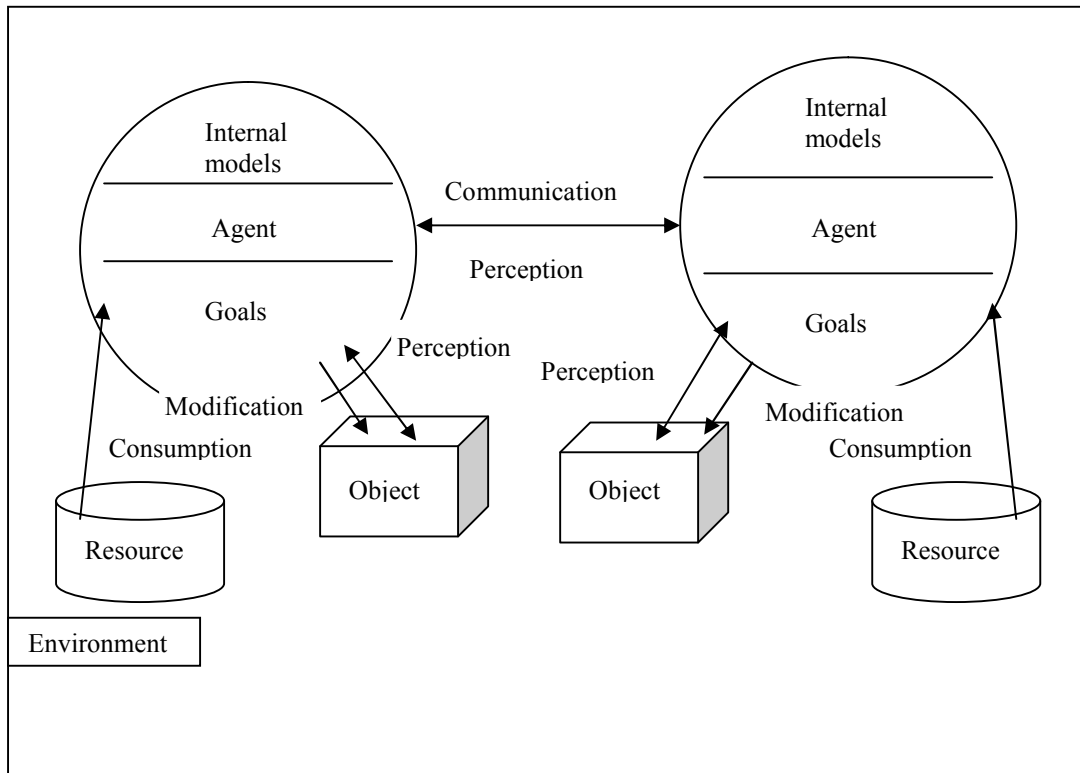 Internal
models
Agent
Goals
Communication
Perception
Internal
models
Agent
Goals
Perception
Modification
Consumption
Object
Resource
Perception
Modification
Consumption
Object
Resource
Environment